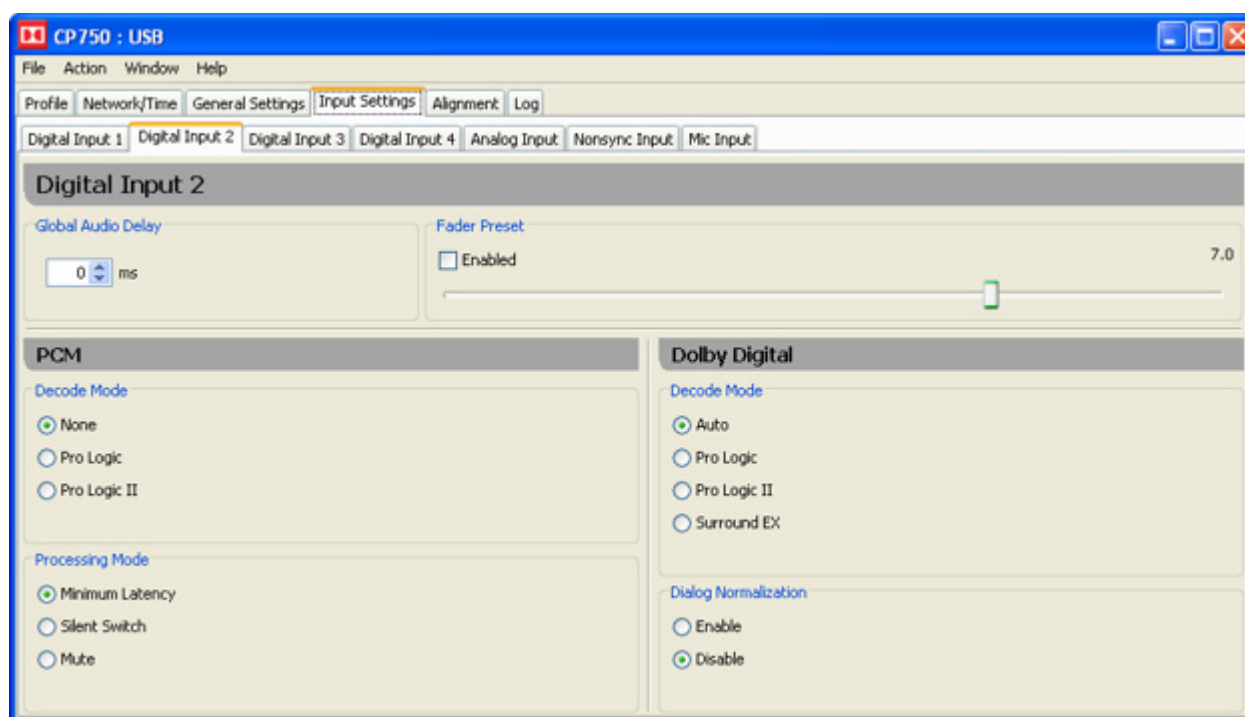 CP750 : USB
File Action Window Help
Profile Network/Time General Settings Input Settings Alignment Log
Digital Input 1 Digital Input 2 Digital Input 3 Digital Input 4 Analog Input Nonsync Input Mic Input
Digital Input 2
Global Audio Delay
0 ms
Fader Preset
Enabled
7.0
PCM
Decode Mode
None
Pro Logic
Pro Logic II
Processing Mode
Minimum Latency
Silent Switch
Mute
Dolby Digital
Decode Mode
Auto
Pro Logic
Pro Logic II
Surround EX
Dialog Normalization
Enable
Disable